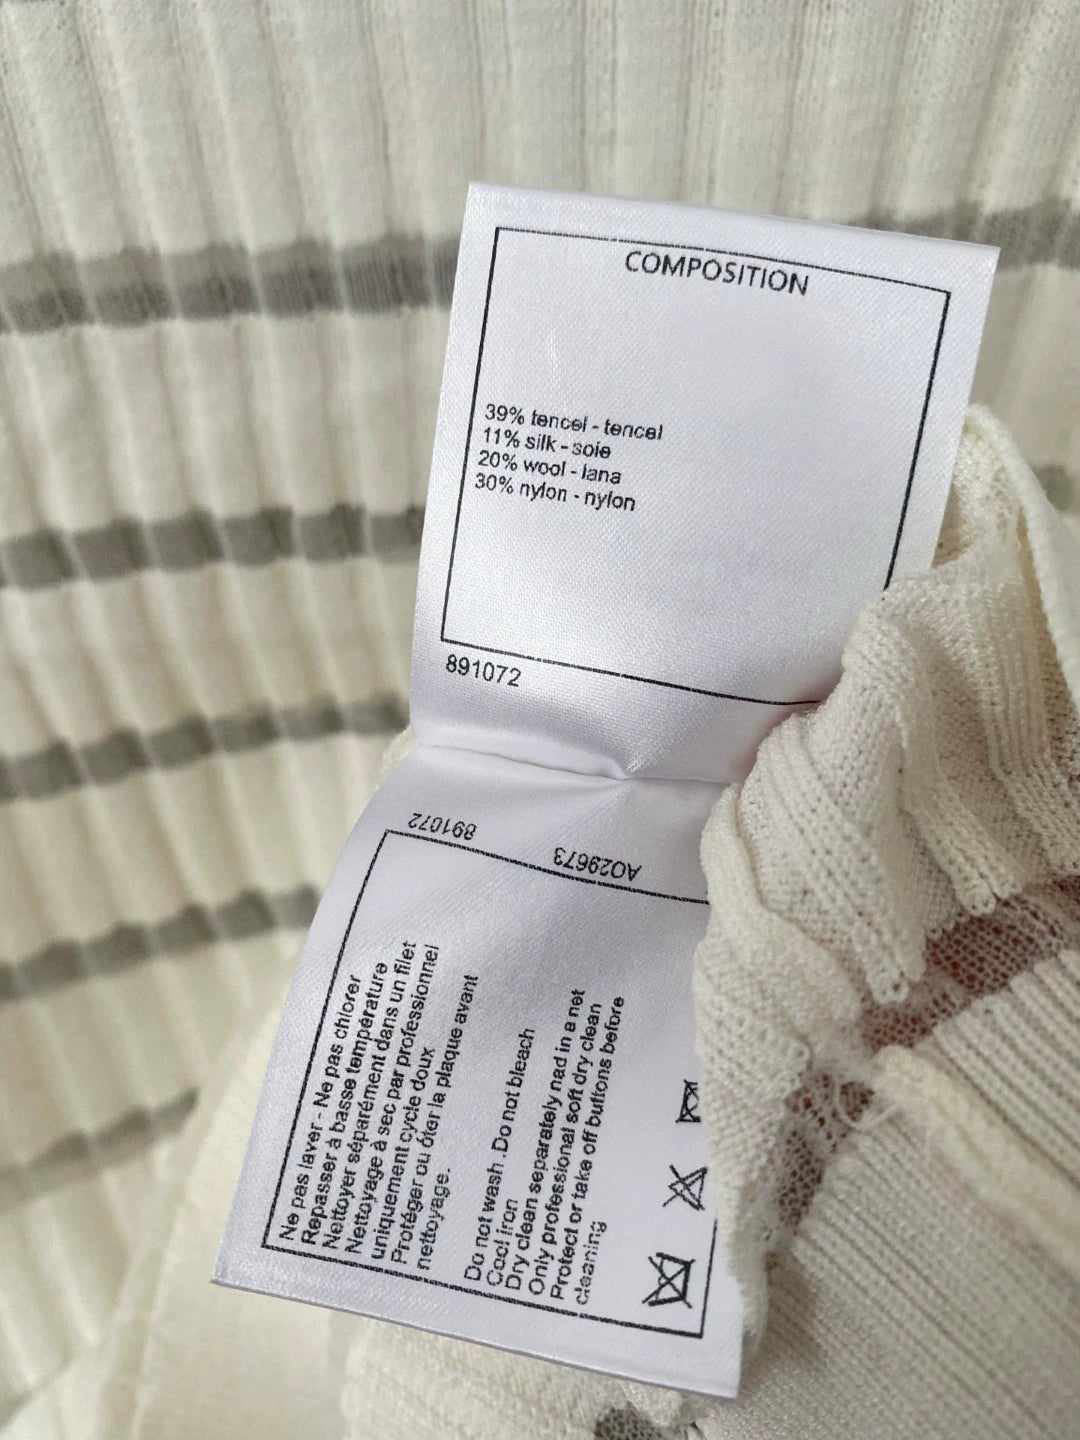 COMPOSITION
39% tencel - tencel
11% silk - soie
20% wool - lana
30% nylon - nylon
891072
891072
AO29673
Ne pas laver - Ne pas chlorer
Repasser à basse température
Nettoyer séparément dans un filet
Nettoyage à sec par professionnel
uniquement cycle doux
Protéger ou ôter la plaque avant
nettoyage.
Do not wash .Do not bleach
Cool iron
Dry clean separately nad in a net
Only professional soft dry clean
Protect or take off buttons before
cleaning